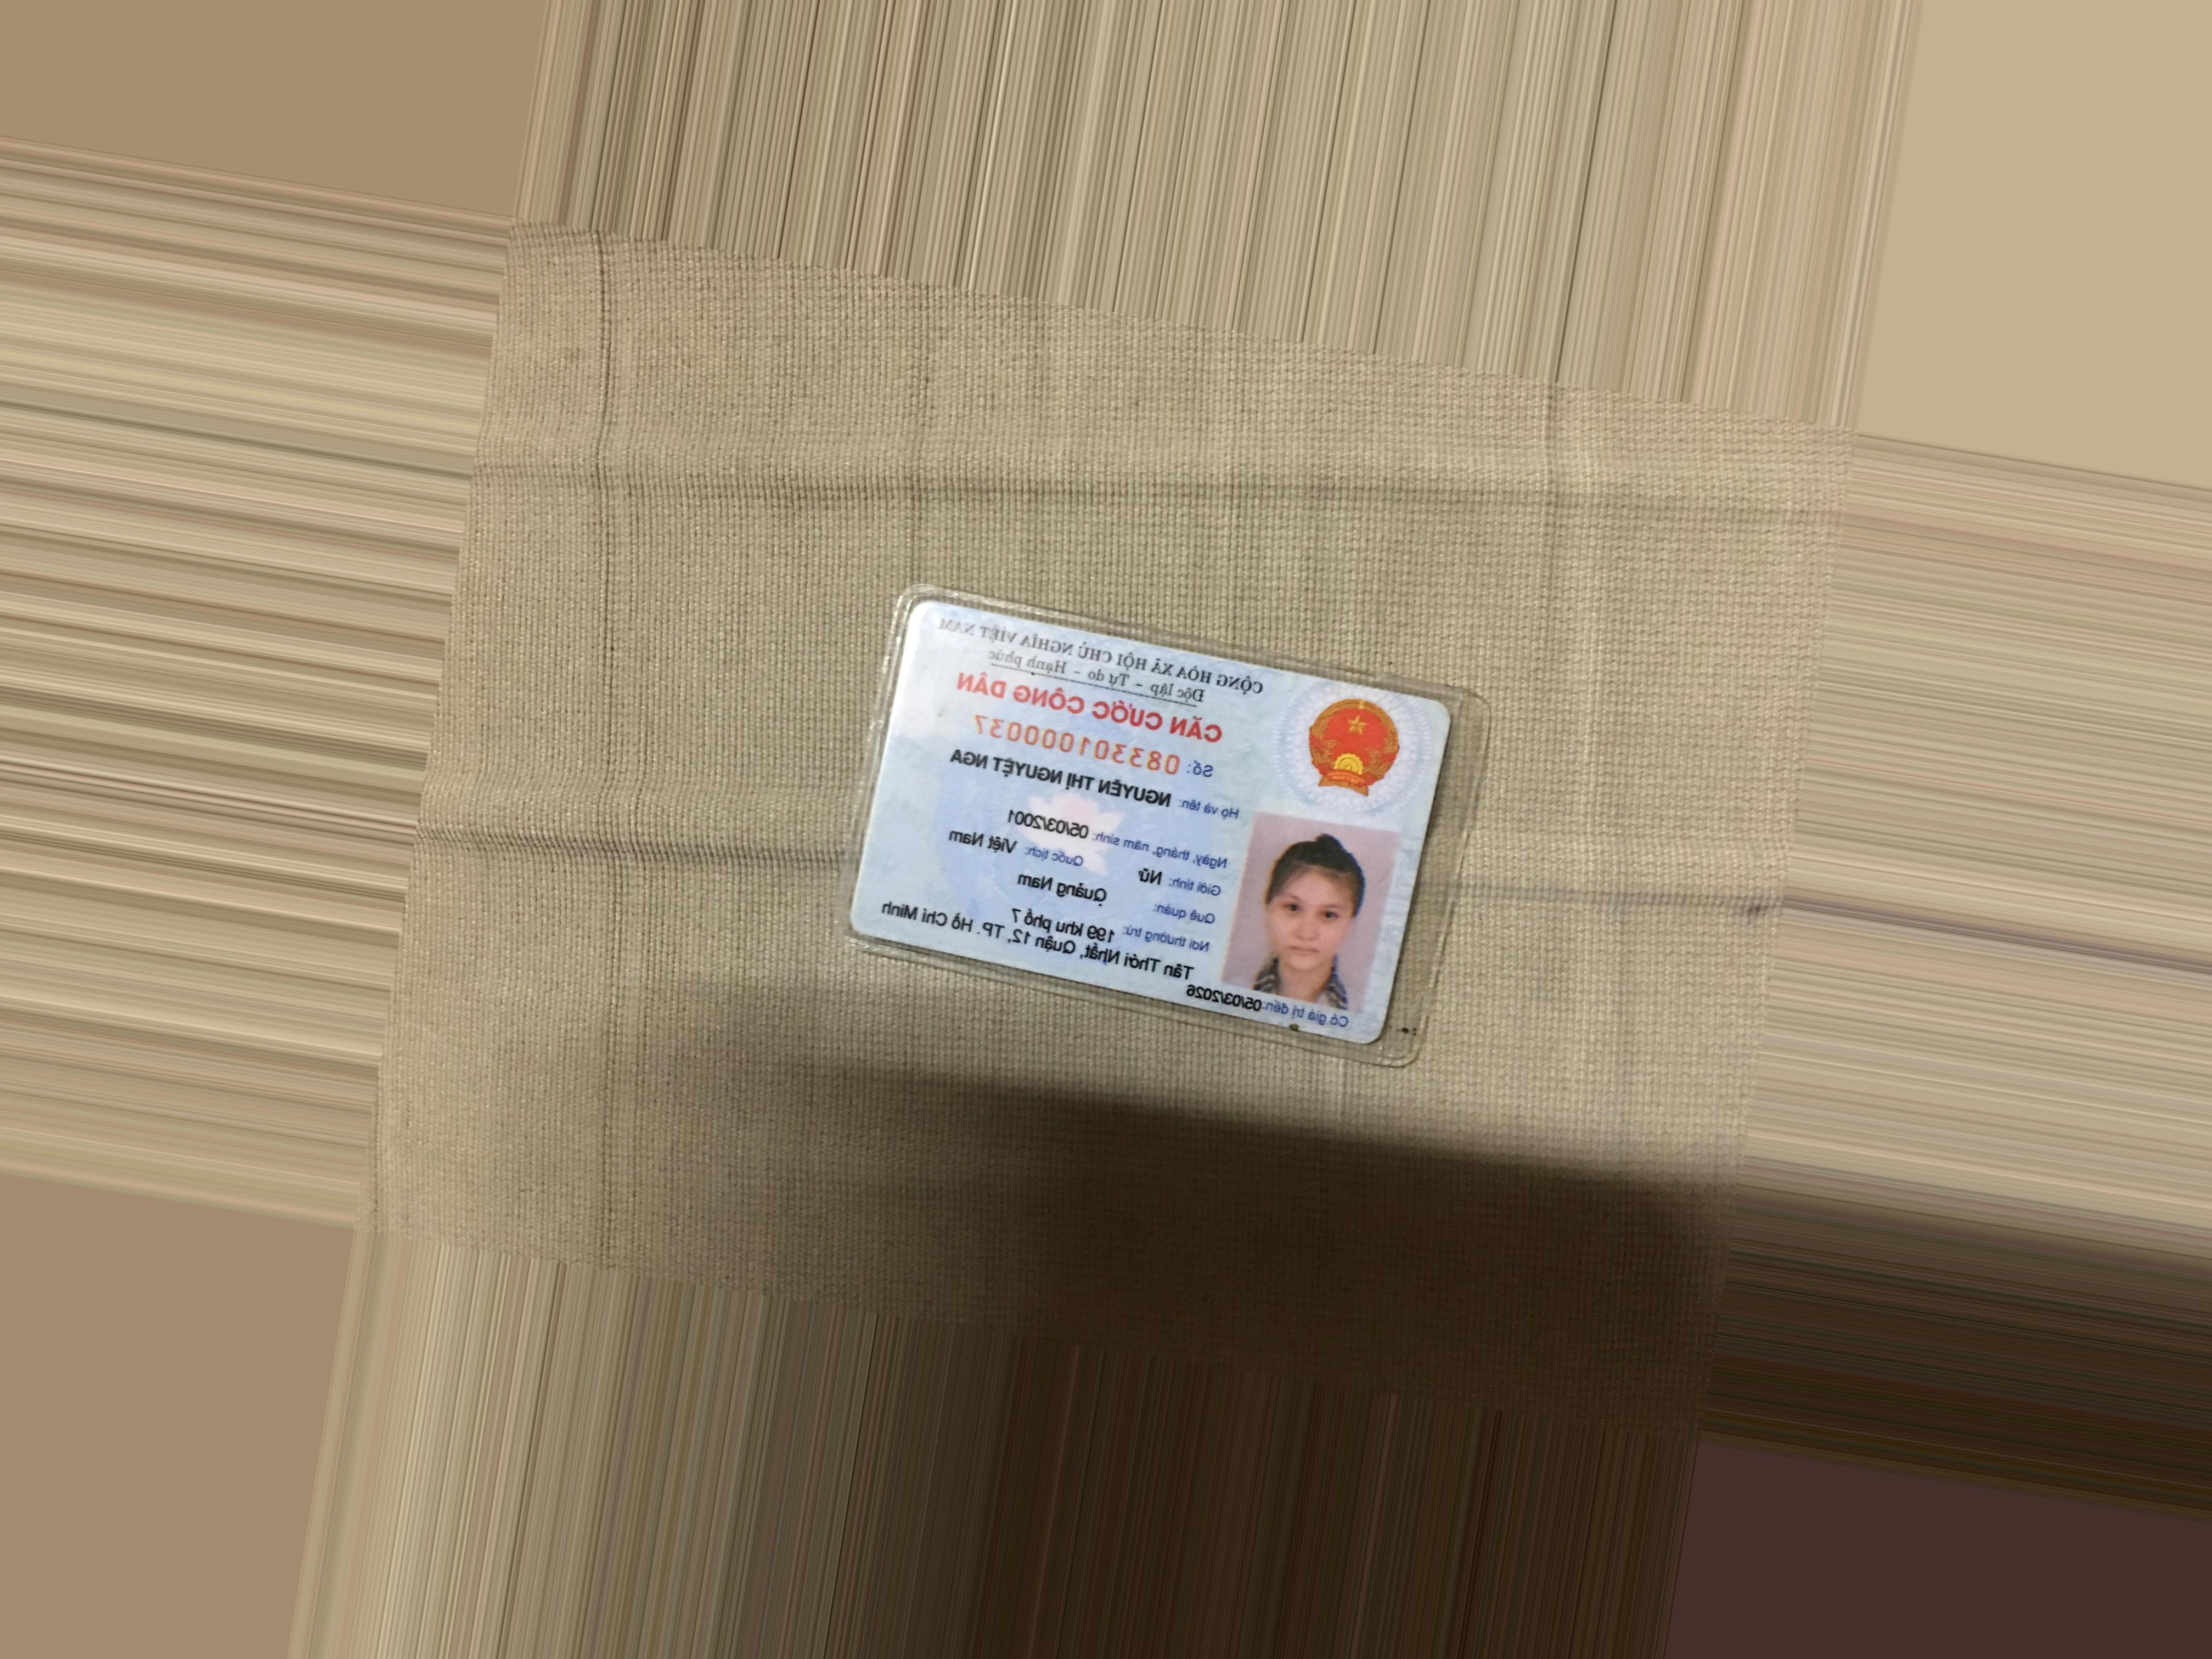 CỘNG HÒA XÃ HỘI CHỦ NGHĨA VIỆT NAM
Độc lập - Tự do - Hạnh phúc
CĂN CƯỚC CÔNG DÂN
Số: 083301000037
Họ và tên: NGUYỄN THỊ NGUYỆT NGA
Ngày, tháng, năm sinh: 05/03/2001
Giới tính: Nữ Quốc tịch: Việt Nam
Quê quán: Quảng Nam
Nơi thường trú: 199 khu phố 7
Tân Thới Nhất, Quận 12, TP. Hồ Chí Minh
Có giá trị đến: 05/03/2026